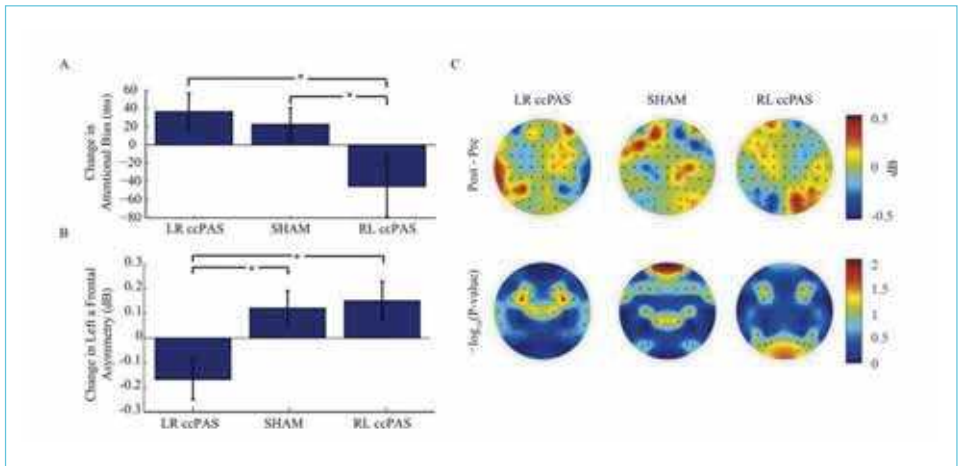 A
Change in
Attentional Bias (ms)
60
40
20
0
-20
-40
-60
-80
*
*
LR ccPAS
SHAM
RL ccPAS
B
Change in Left a Frontal
Asymmetry (dB)
0.3
0.2
0.1
0
-0.1
-0.2
-0.3
*
*
LR ccPAS
SHAM
RL ccPAS
C
LR ccPAS
SHAM
RL ccPAS
Post - Pre
0.5
0
-0.5
dB
-log10(P-value)
2
1.5
1
0.5
0